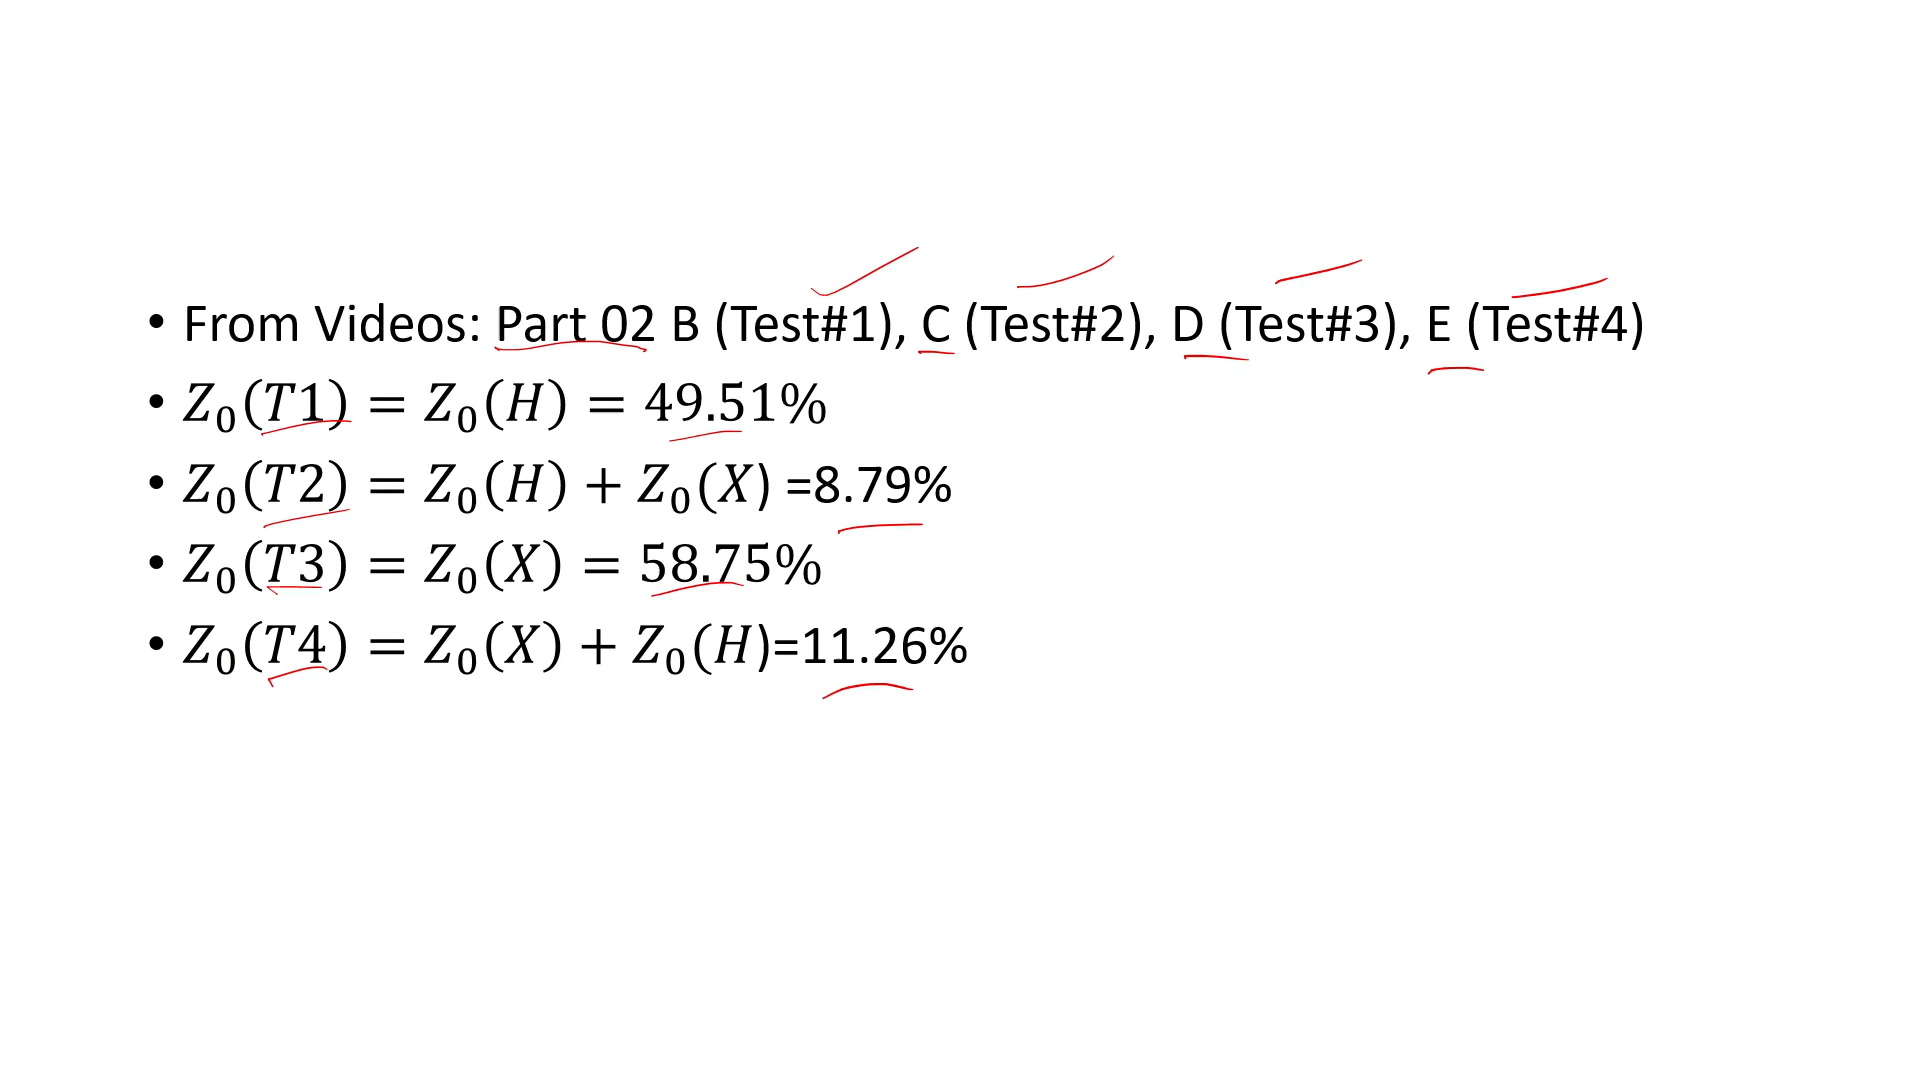 • From Videos: Part 02 B (Test#1), C (Test#2), D (Test#3), E (Test#4)
• Z₀(T1) = Z₀(H) = 49.51%
• Z₀(T2) = Z₀(H) + Z₀(X) =8.79%
• Z₀(T3) = Z₀(X) = 58.75%
• Z₀(T4) = Z₀(X) + Z₀(H)=11.26%